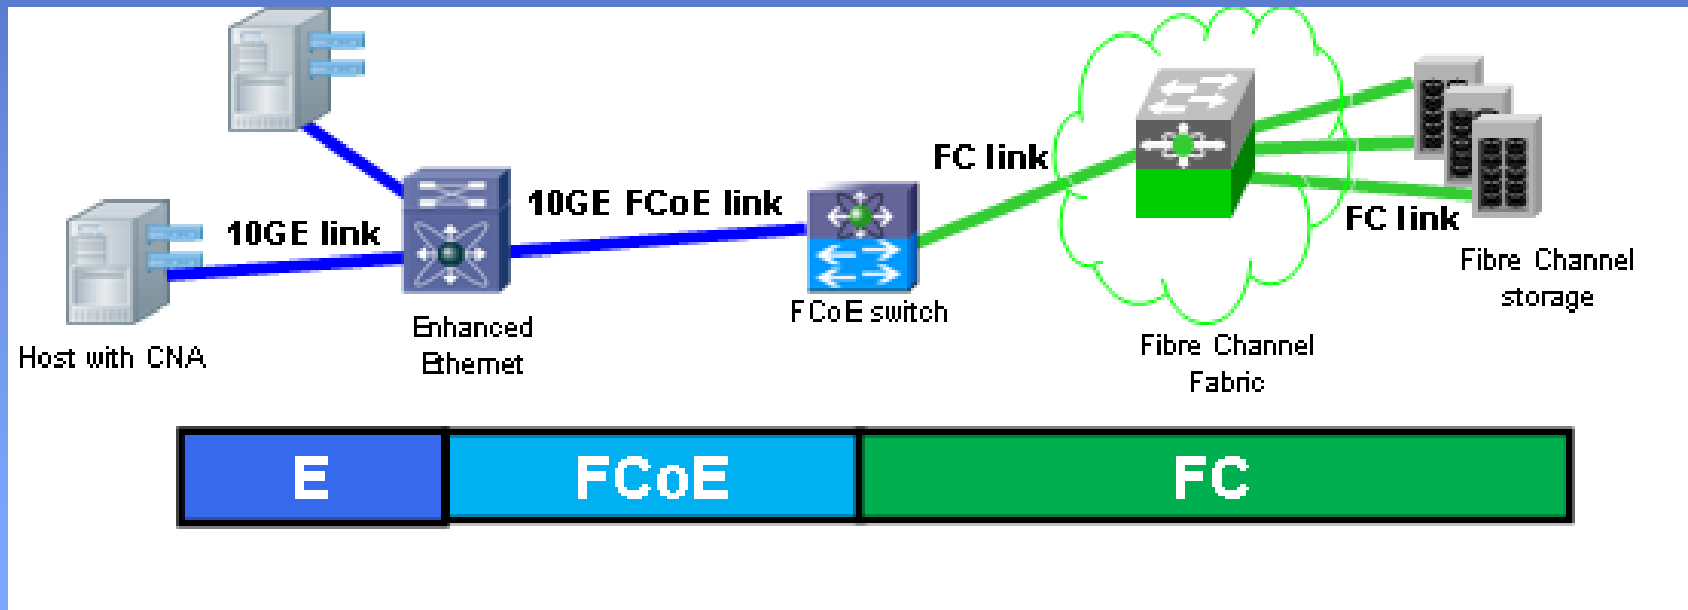 FC link
10GE FCoE link
10GE link
FC link
Fibre Channel
storage
FCoE switch
Enhanced
Ethernet
Host with CNA
Fibre Channel
Fabric
E
FCoE
FC